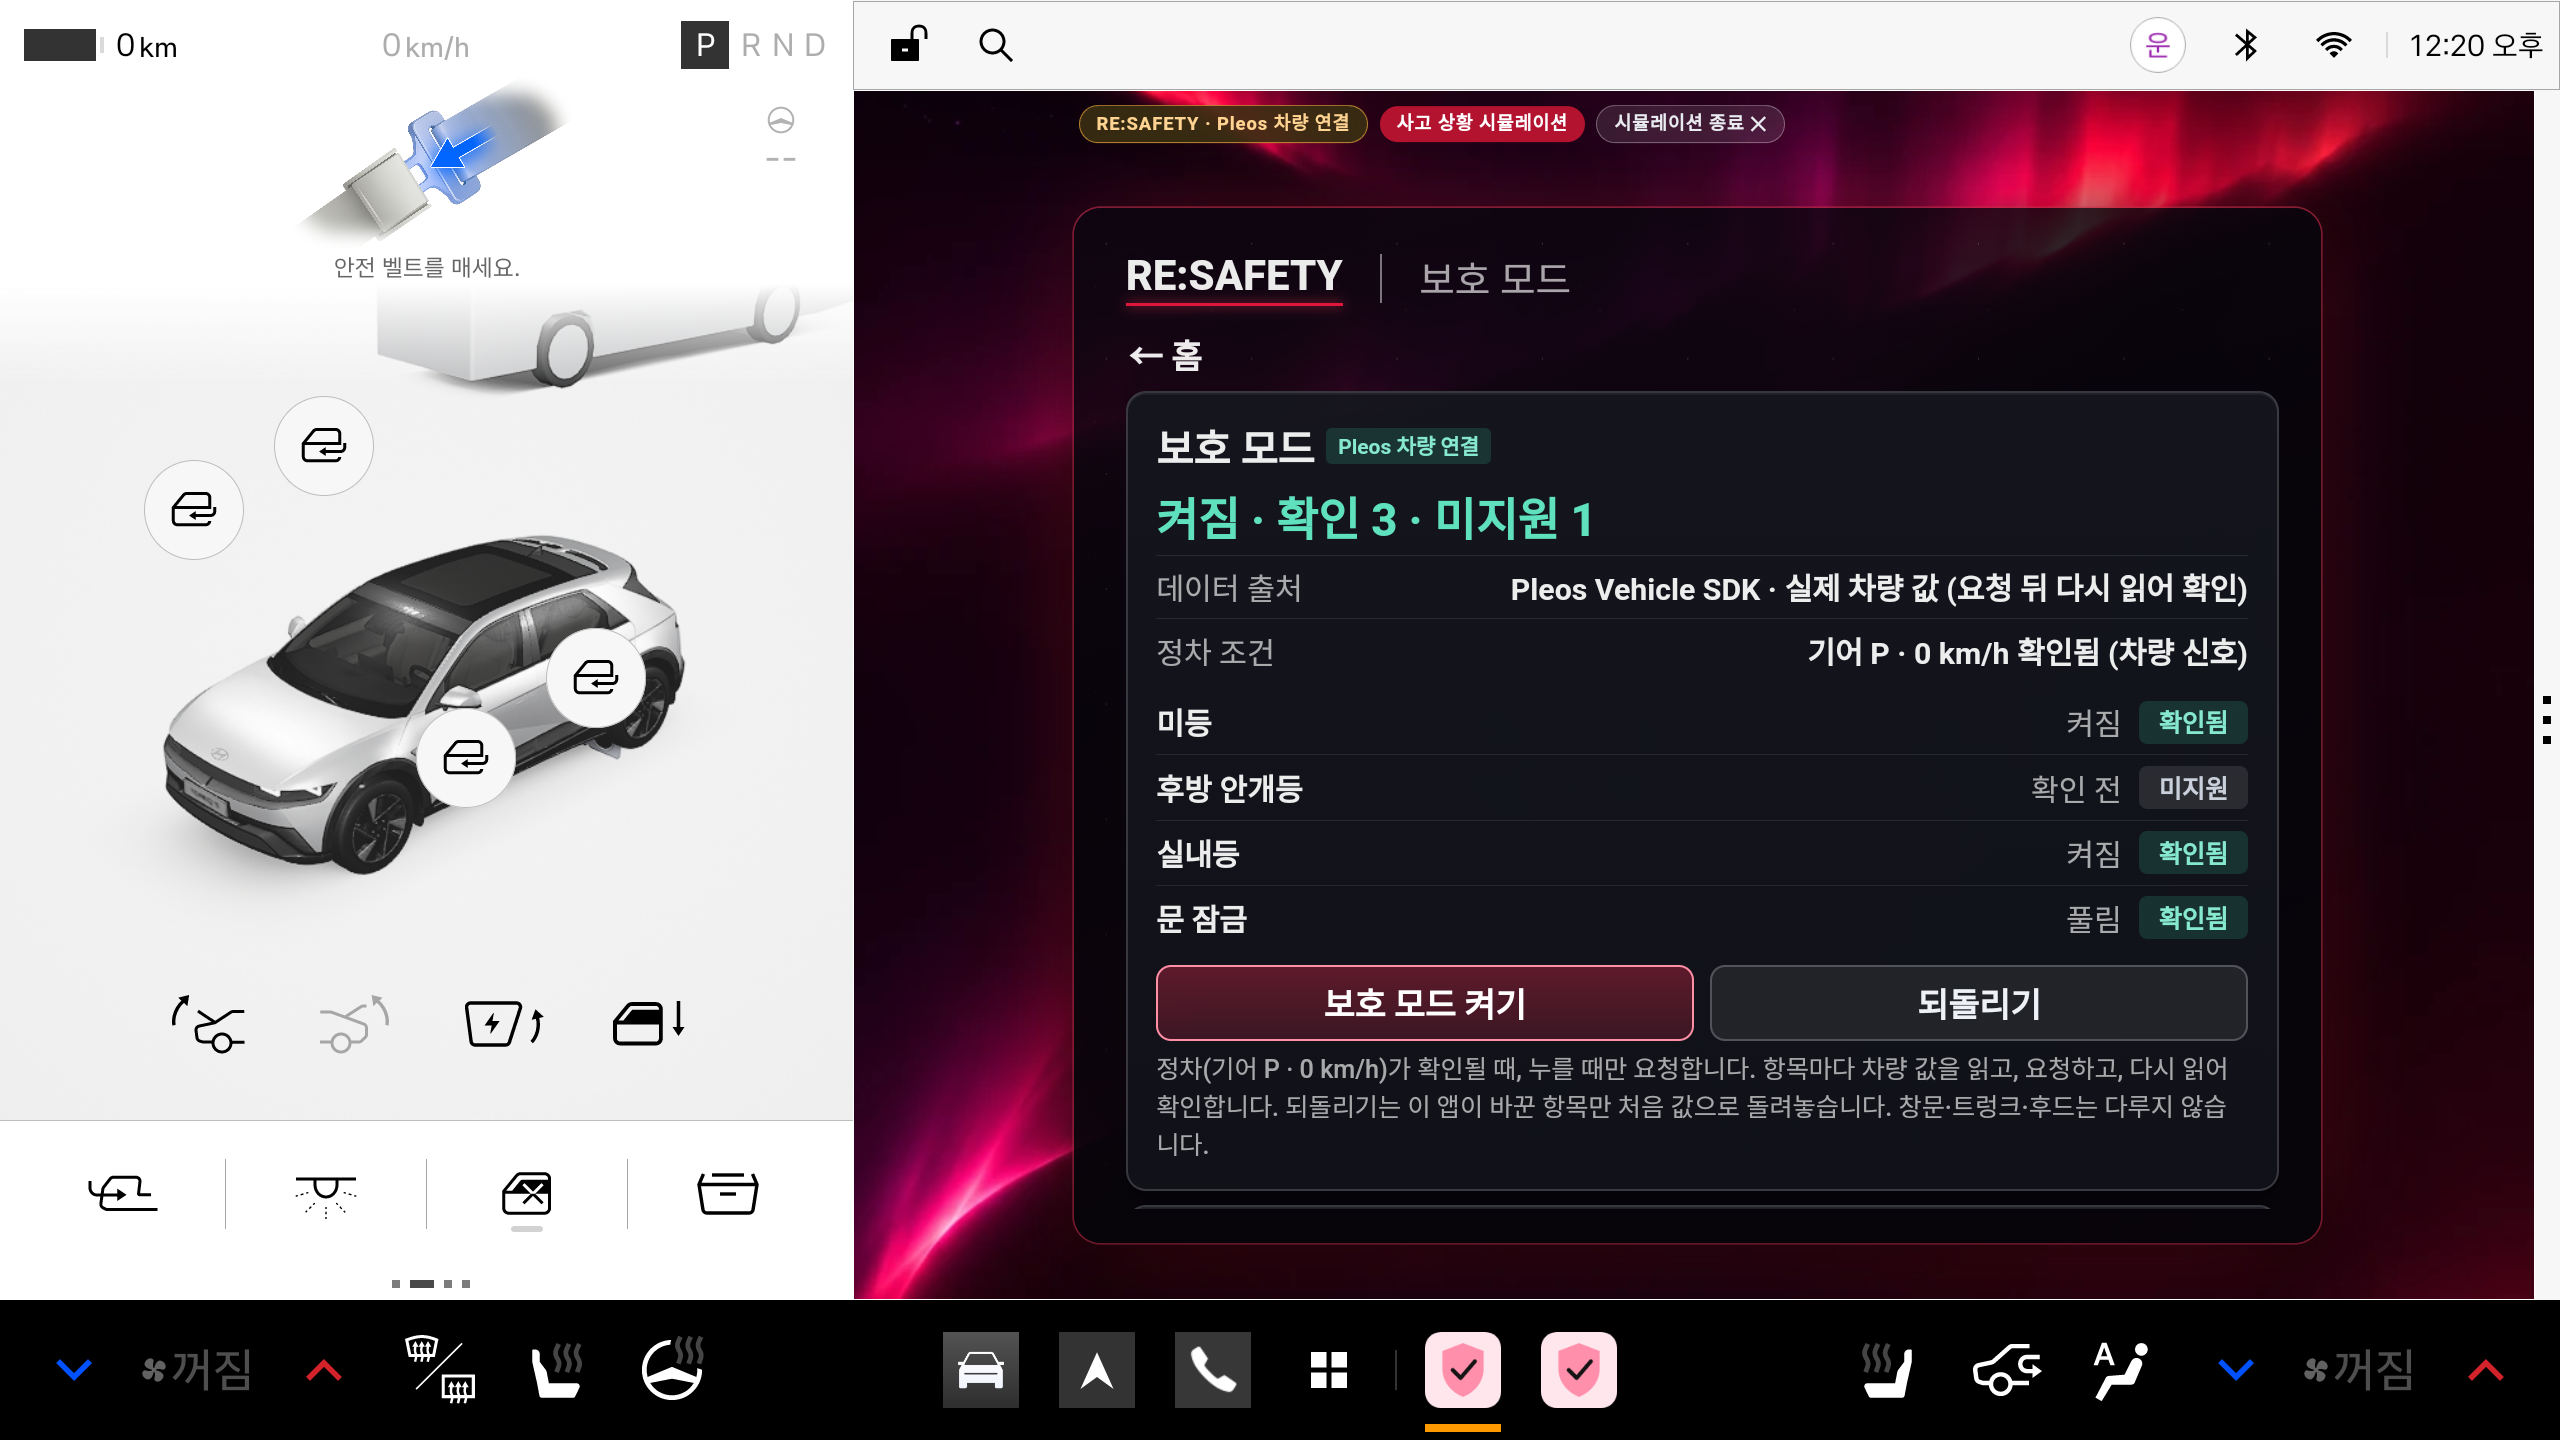 0 km
0 km/h
P R N D
안전 벨트를 매세요.
운
12:20 오후
RE:SAFETY · Pleos 차량 연결
사고 상황 시뮬레이션
시뮬레이션 종료 ✕
RE:SAFETY
보호 모드
← 홈
보호 모드 Pleos 차량 연결
켜짐 · 확인 3 · 미지원 1
데이터 출처 Pleos Vehicle SDK · 실제 차량 값 (요청 뒤 다시 읽어 확인)
정차 조건 기어 P · 0 km/h 확인됨 (차량 신호)
미등 켜짐 확인됨
후방 안개등 확인 전 미지원
실내등 켜짐 확인됨
문 잠금 풀림 확인됨
보호 모드 켜기
되돌리기
정차(기어 P · 0 km/h)가 확인될 때, 누를 때만 요청합니다. 항목마다 차량 값을 읽고, 요청하고, 다시 읽어
확인합니다. 되돌리기는 이 앱이 바꾼 항목만 처음 값으로 돌려놓습니다. 창문·트렁크·후드는 다루지 않습
니다.
꺼짐
A
꺼짐